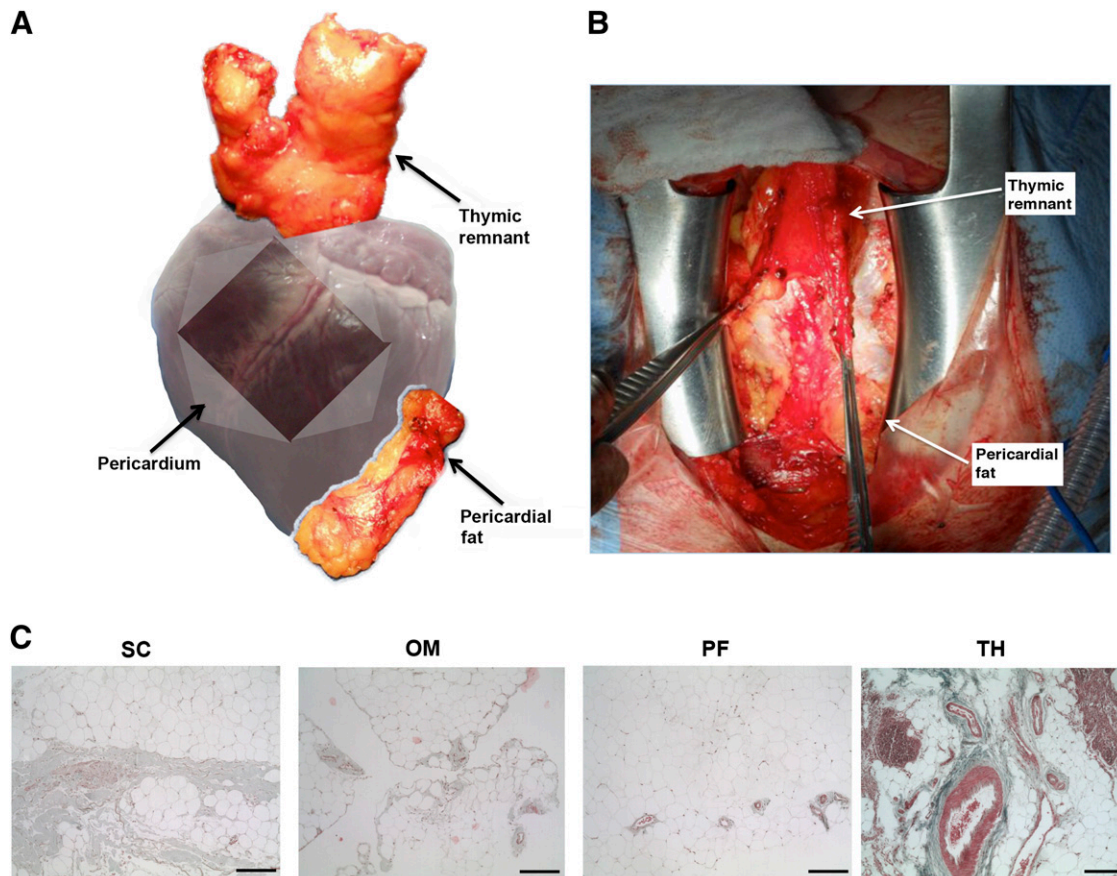 A
Thymic
remnant
Pericardium
Pericardial
fat
B
Thymic
remnant
Pericardial
fat
C
SC
OM
PF
TH